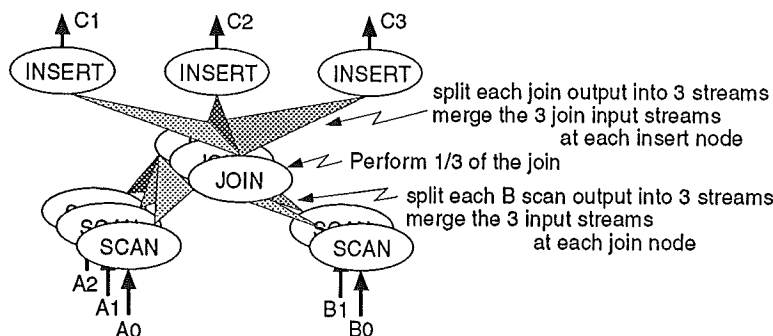 C1 C2 C3
INSERT INSERT INSERT
split each join output into 3 streams
merge the 3 join input streams
at each insert node
Perform 1/3 of the join
JOIN
split each B scan output into 3 streams
merge the 3 input streams
at each join node
SCAN SCAN
SCAN SCAN
A2
A1 B1
A0 B0